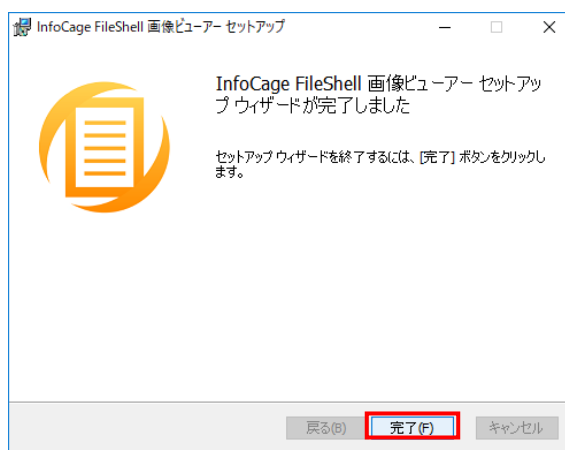 InfoCage FileShell 画像ビューアー セットアップ
InfoCage FileShell 画像ビューアー セットアッ
プ ウィザードが完了しました
セットアップ ウィザードを終了するには、[完了] ボタンをクリックし
ます。
戻る(B) 完了(F) キャンセル